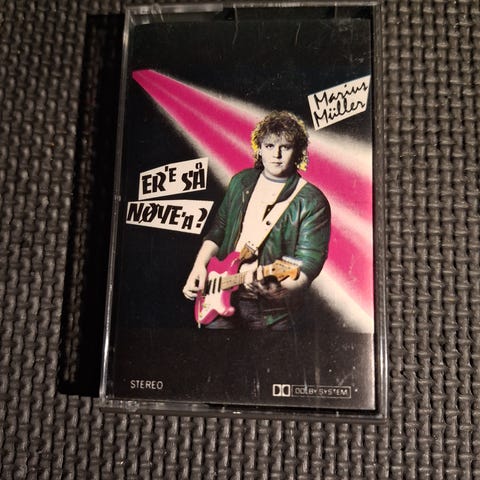 Marius
Müller
ER'E SÅ
NØYE'A?
STEREO
DOLBY SYSTEM